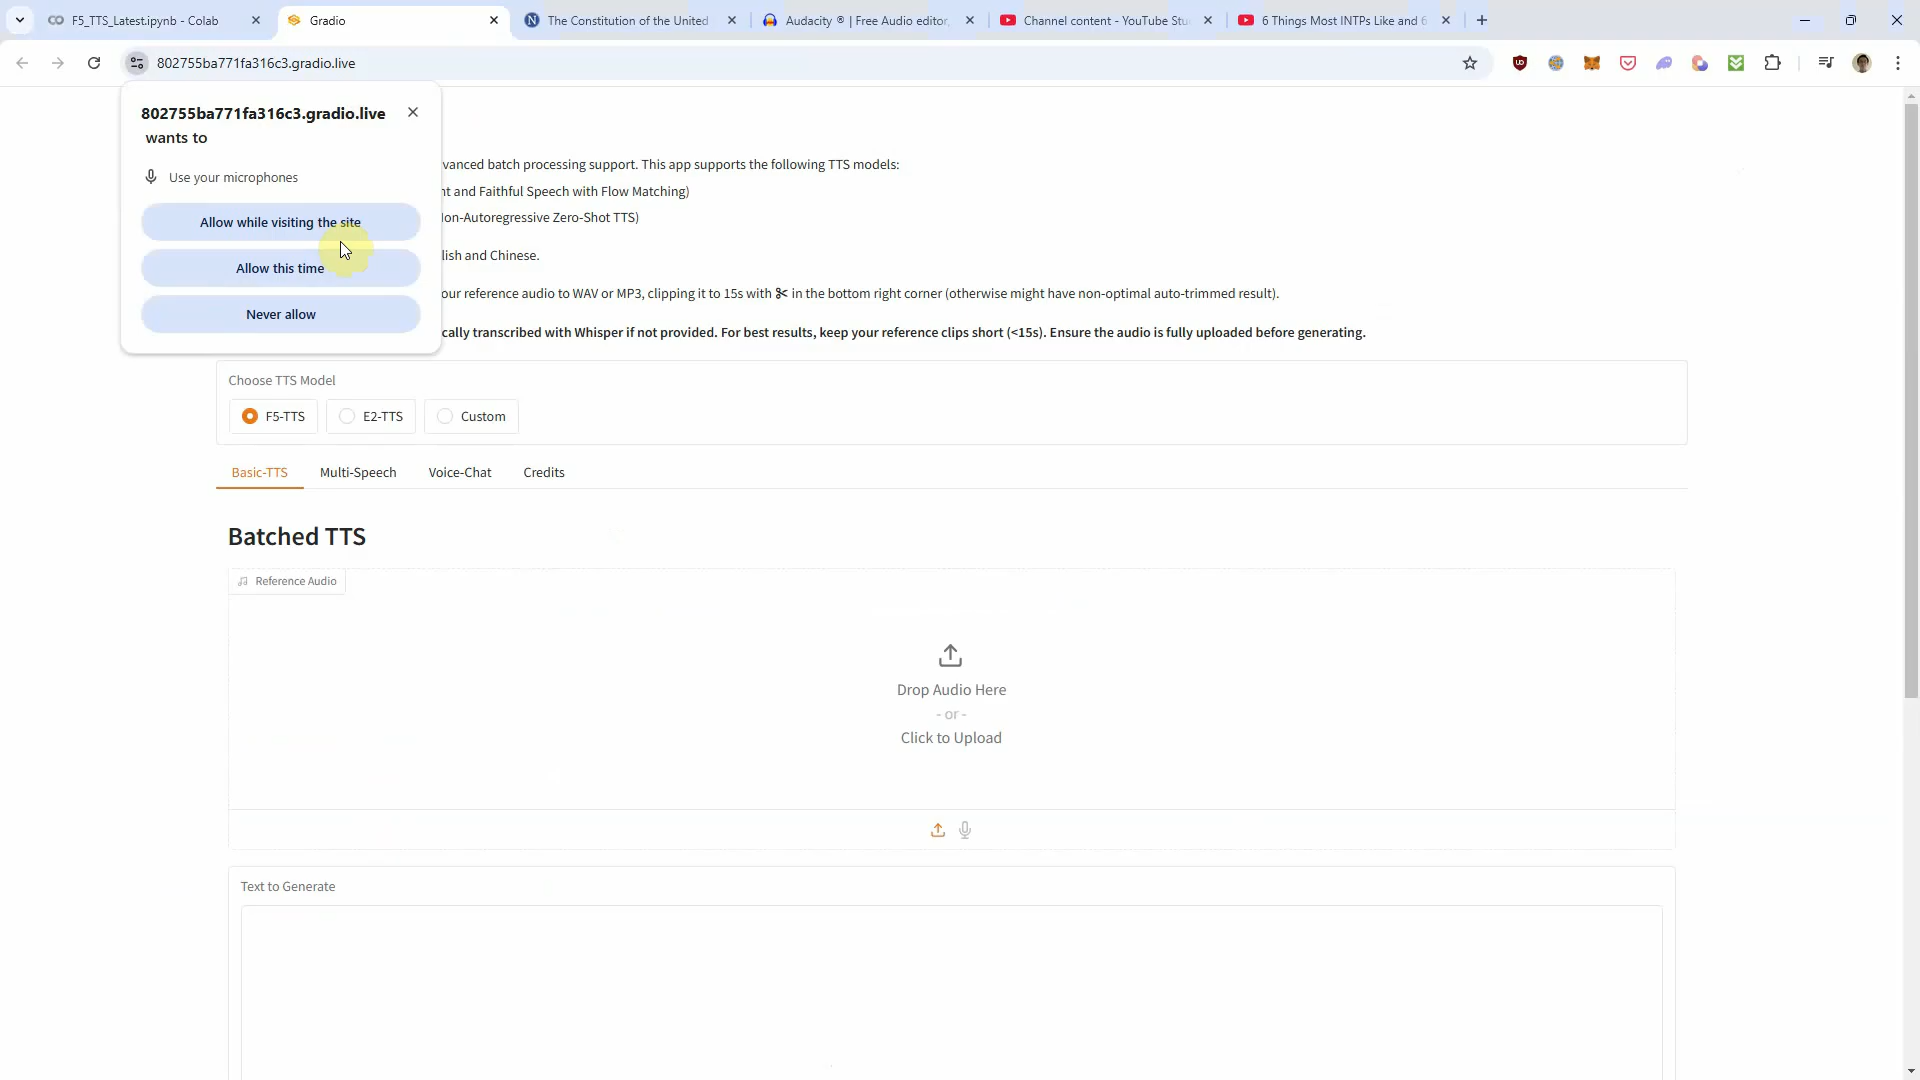 F5_TTS_Latest.ipynb - Colab
Gradio
The Constitution of the United
Audacity ® | Free Audio editor,
Channel content - YouTube Stu
6 Things Most INTPs Like and 6
802755ba771fa316c3.gradio.live
802755ba771fa316c3.gradio.live
wants to
Use your microphones
Allow while visiting the site
Allow this time
Never allow
vanced batch processing support. This app supports the following TTS models:
nt and Faithful Speech with Flow Matching)
Non-Autoregressive Zero-Shot TTS)
lish and Chinese.
our reference audio to WAV or MP3, clipping it to 15s with ✂ in the bottom right corner (otherwise might have non-optimal auto-trimmed result).
cally transcribed with Whisper if not provided. For best results, keep your reference clips short (<15s). Ensure the audio is fully uploaded before generating.
Choose TTS Model
F5-TTS
E2-TTS
Custom
Basic-TTS
Multi-Speech
Voice-Chat
Credits
Batched TTS
Reference Audio
Drop Audio Here
- or -
Click to Upload
Text to Generate